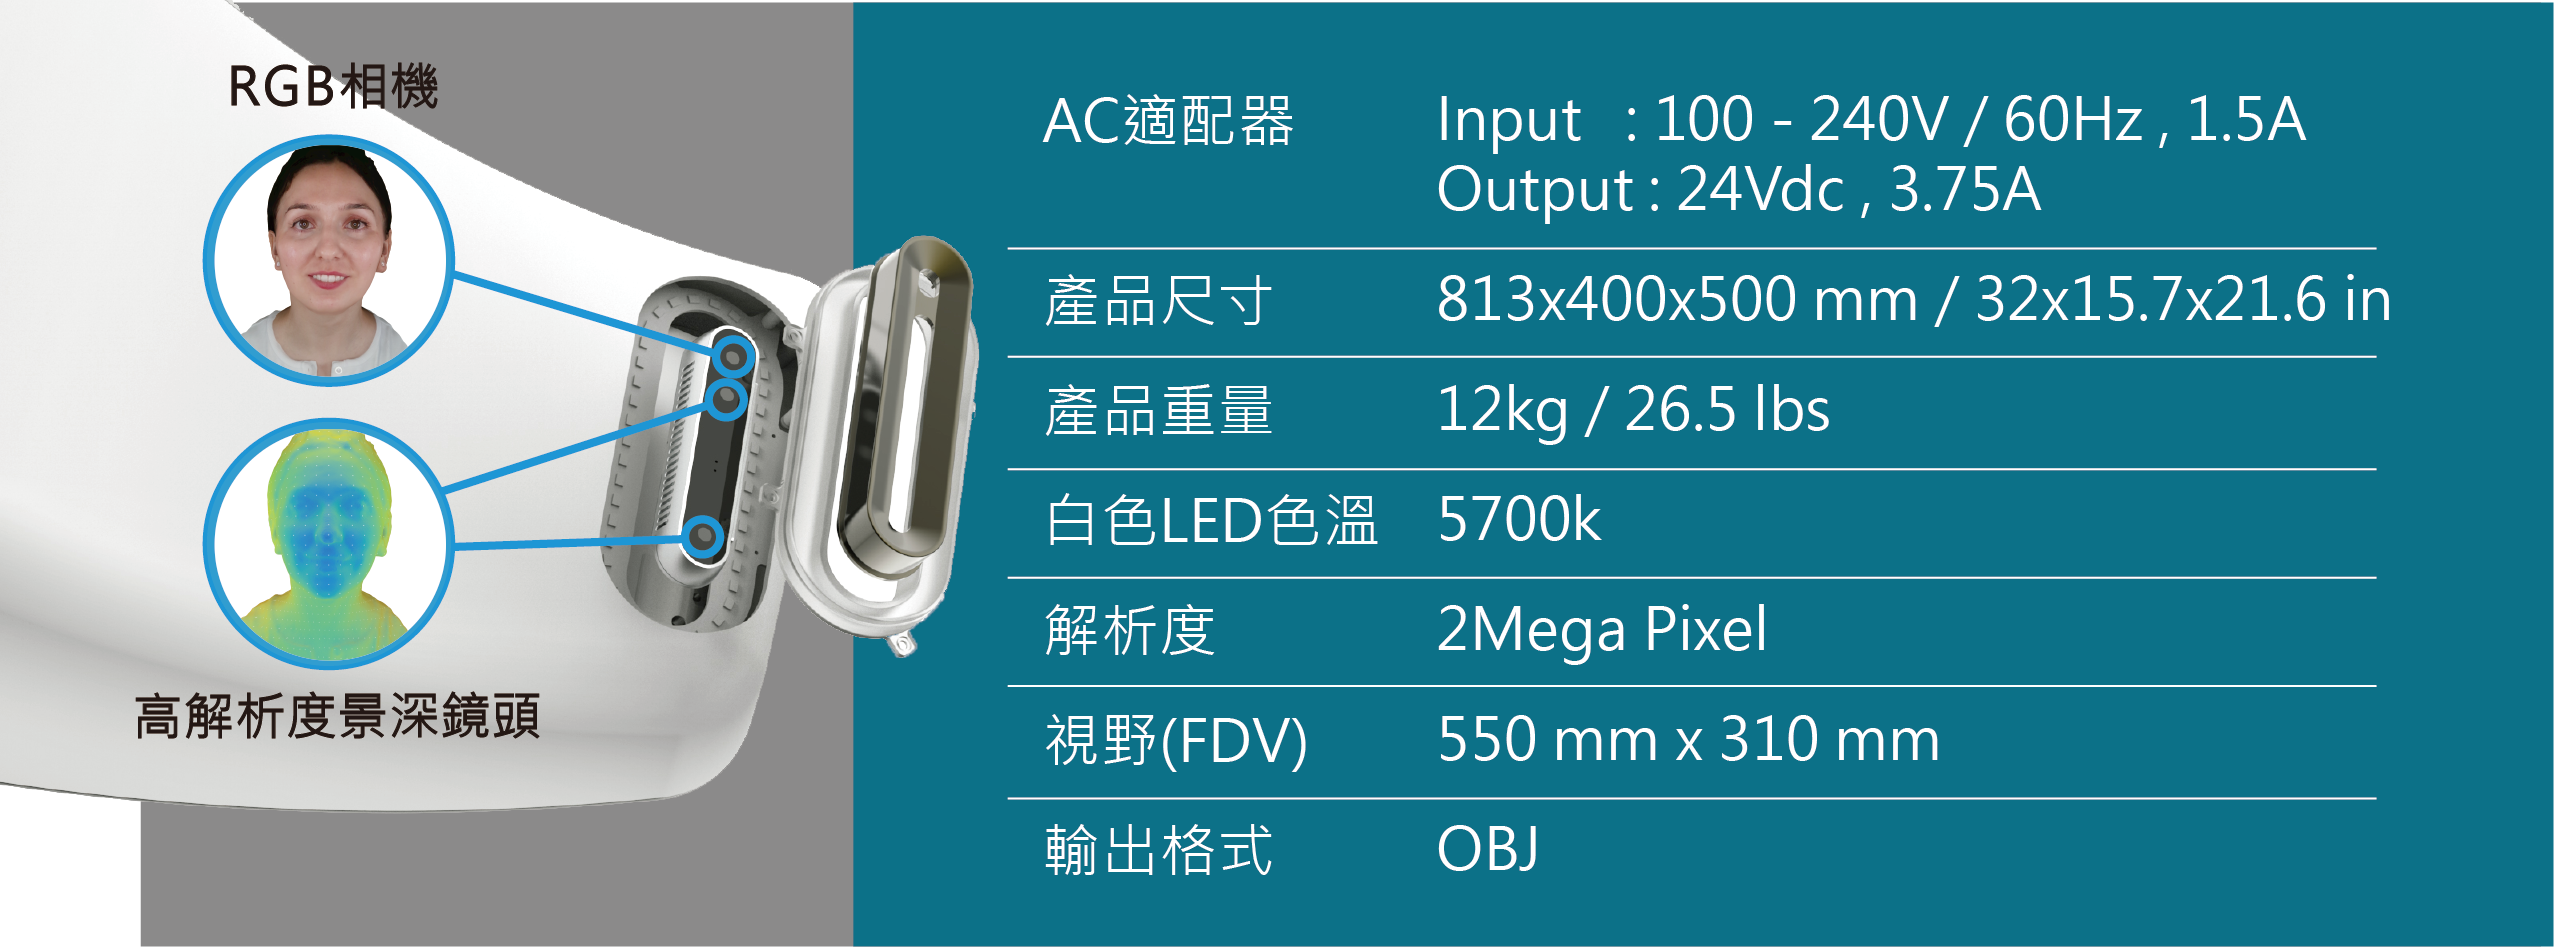 RGB相機
高解析度景深鏡頭
AC適配器 Input : 100 - 240V / 60Hz , 1.5A
Output : 24Vdc , 3.75A
產品尺寸 813x400x500 mm / 32x15.7x21.6 in
產品重量 12kg / 26.5 lbs
白色LED色溫 5700k
解析度 2Mega Pixel
視野(FDV) 550 mm x 310 mm
輸出格式 OBJ